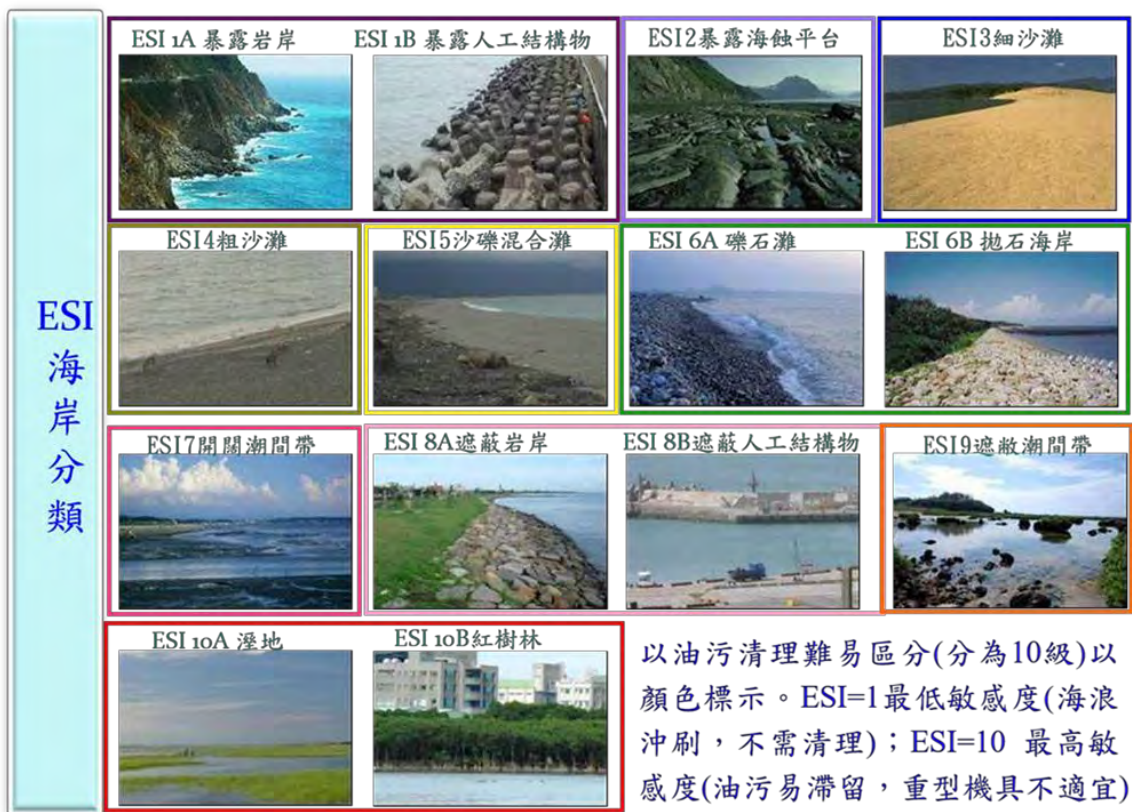 ESI
海
岸
分
類
ESI 1A 暴露岩岸
ESI 1B 暴露人工結構物
ESI2暴露海蝕平台
ESI3細沙灘
ESI4粗沙灘
ESI5沙礫混合灘
ESI 6A 礫石灘
ESI 6B 拋石海岸
ESI7開闊潮間帶
ESI 8A遮蔽岩岸
ESI 8B遮蔽人工結構物
ESI9遮敝潮間帶
ESI 10A 溼地
ESI 10B紅樹林
以油污清理難易區分(分為10級)以
顏色標示。ESI=1最低敏感度(海浪
沖刷，不需清理)；ESI=10 最高敏
感度(油污易滯留，重型機具不適宜)